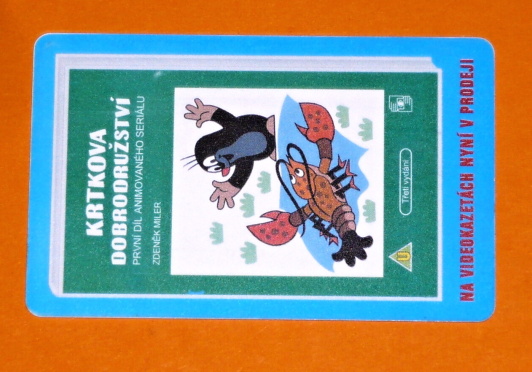 KRTKOVA
DOBRODRUŽSTVÍ
PRVNÍ DÍL ANIMOVANÉHO SERIÁLU
ZDENĚK MILER
Třetí vydání
U
NA VIDEOKAZETÁCH NYNÍ V PRODEJI